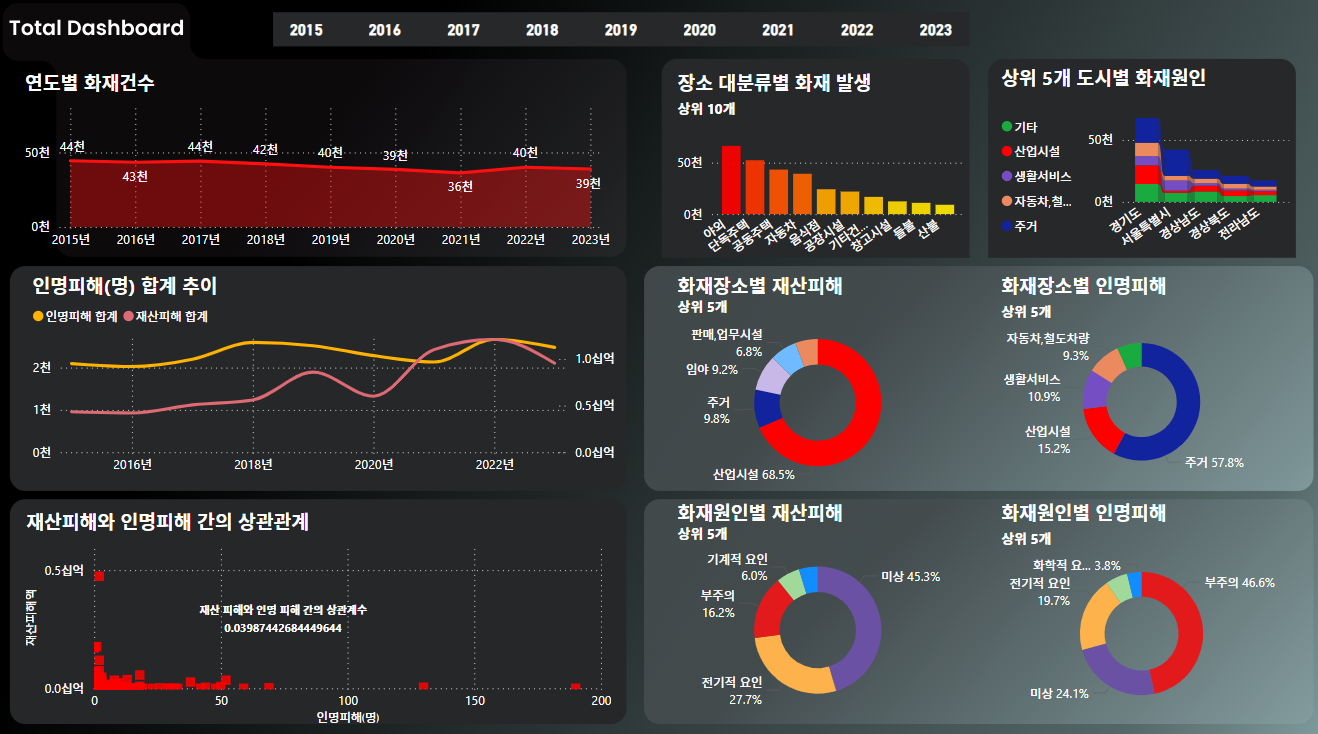 Total Dashboard
2015 2016 2017 2018 2019 2020 2021 2022 2023
연도별 화재건수
50천
0천
44천
43천
44천
42천
40천
39천
36천
40천
39천
2015년 2016년 2017년 2018년 2019년 2020년 2021년 2022년 2023년
장소 대분류별 화재 발생
상위 10개
50천
0천
야외
단독주택
공동주택
자동차
음식점
공장시설
기타건...
창고시설
들불
산불
상위 5개 도시별 화재원인
기타
산업시설
생활서비스
자동차,철...
주거
50천
0천
경기도
서울특별시
경상남도
경상북도
전라남도
인명피해(명) 합계 추이
인명피해 합계 재산피해 합계
2천
1천
0천
1.0십억
0.5십억
0.0십억
2016년 2018년 2020년 2022년
화재장소별 재산피해
상위 5개
판매,업무시설
6.8%
임야 9.2%
주거
9.8%
산업시설 68.5%
화재장소별 인명피해
상위 5개
자동차,철도차량
9.3%
생활서비스
10.9%
산업시설
15.2%
주거 57.8%
재산피해와 인명피해 간의 상관관계
재산피해액
0.5십억
0.0십억
재산 피해와 인명 피해 간의 상관계수
0.03987442684449644
0 50 100 150 200
인명피해(명)
화재원인별 재산피해
상위 5개
기계적 요인
6.0%
부주의
16.2%
전기적 요인
27.7%
미상 45.3%
화재원인별 인명피해
상위 5개
화학적 요... 3.8%
전기적 요인
19.7%
미상 24.1%
부주의 46.6%